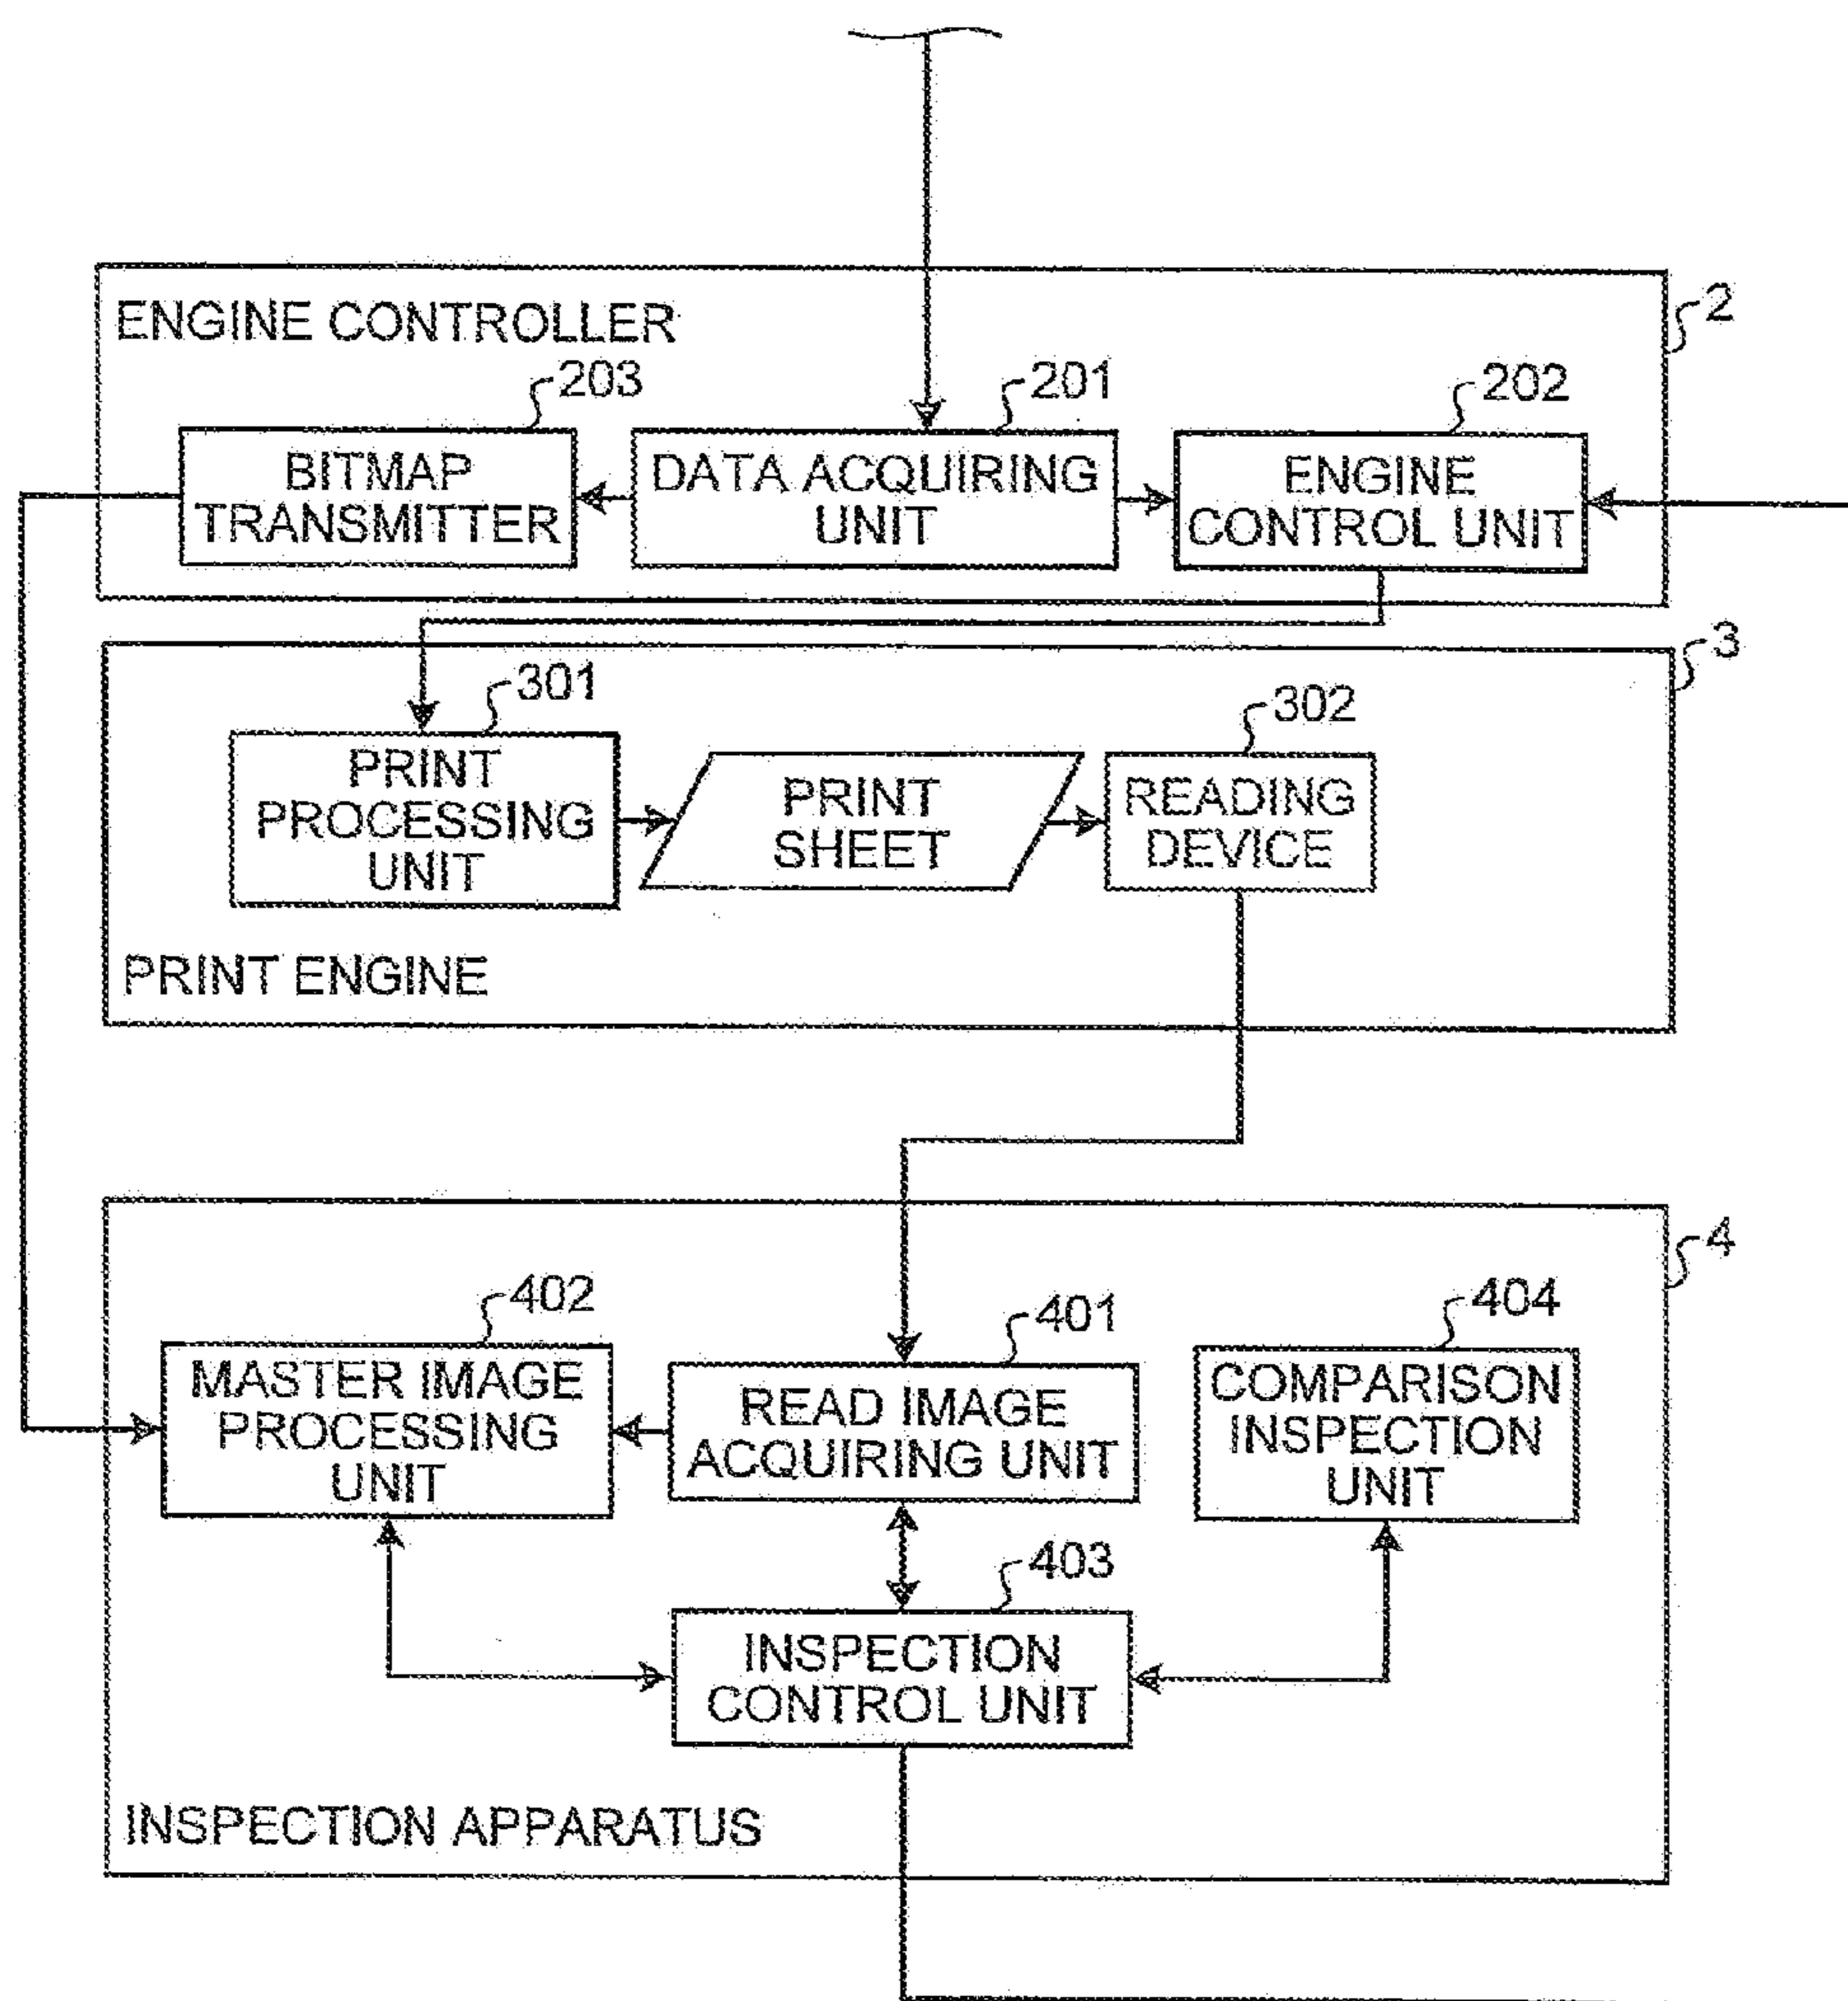 ENGINE CONTROLLER
2
203
201
202
BITMAP
TRANSMITTER
DATA ACQUIRING
UNIT
ENGINE
CONTROL UNIT
3
301
302
PRINT
PROCESSING
UNIT
PRINT
SHEET
READING
DEVICE
PRINT ENGINE
4
402
401
404
MASTER IMAGE
PROCESSING
UNIT
READ IMAGE
ACQUIRING UNIT
COMPARISON
INSPECTION
UNIT
403
INSPECTION
CONTROL UNIT
INSPECTION APPARATUS